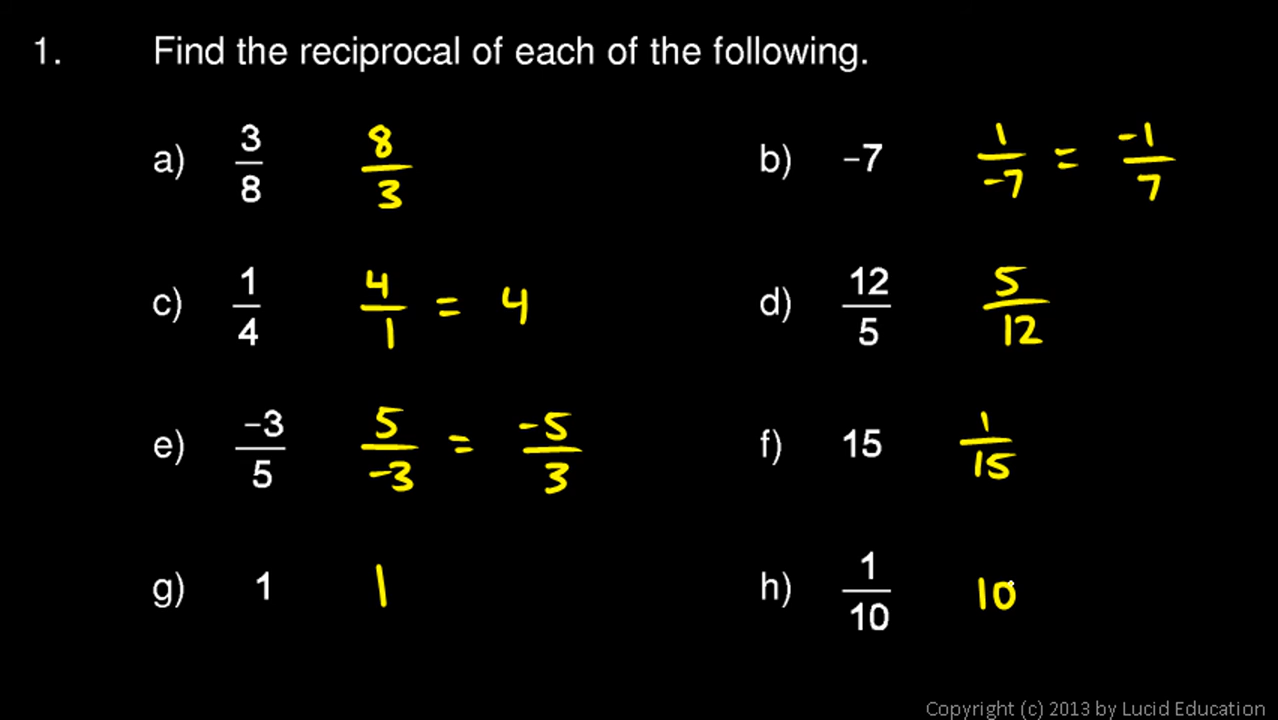 1. Find the reciprocal of each of the following.
a) 3/8 8/3
b) –7 1/-7 = -1/7
c) 1/4 4/1 = 4
d) 12/5 5/12
e) –3/5 5/-3 = -5/3
f) 15 1/15
g) 1 1
h) 1/10 10
Copyright (c) 2013 by Lucid Education